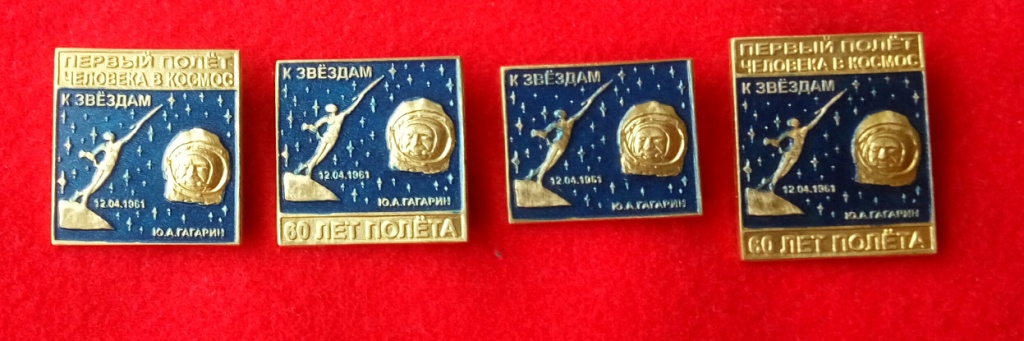 ПЕРВЫЙ ПОЛЁТ
ЧЕЛОВЕКА В КОСМОС
К ЗВЁЗДАМ
12.04.1961
Ю.А.ГАГАРИН
К ЗВЁЗДАМ
12.04.1961
Ю.А.ГАГАРИН
60 ЛЕТ ПОЛЁТА
К ЗВЁЗДАМ
12.04.1961
Ю.А.ГАГАРИН
ПЕРВЫЙ ПОЛЁТ
ЧЕЛОВЕКА В КОСМОС
К ЗВЁЗДАМ
12.04.1961
Ю.А.ГАГАРИН
60 ЛЕТ ПОЛЁТА